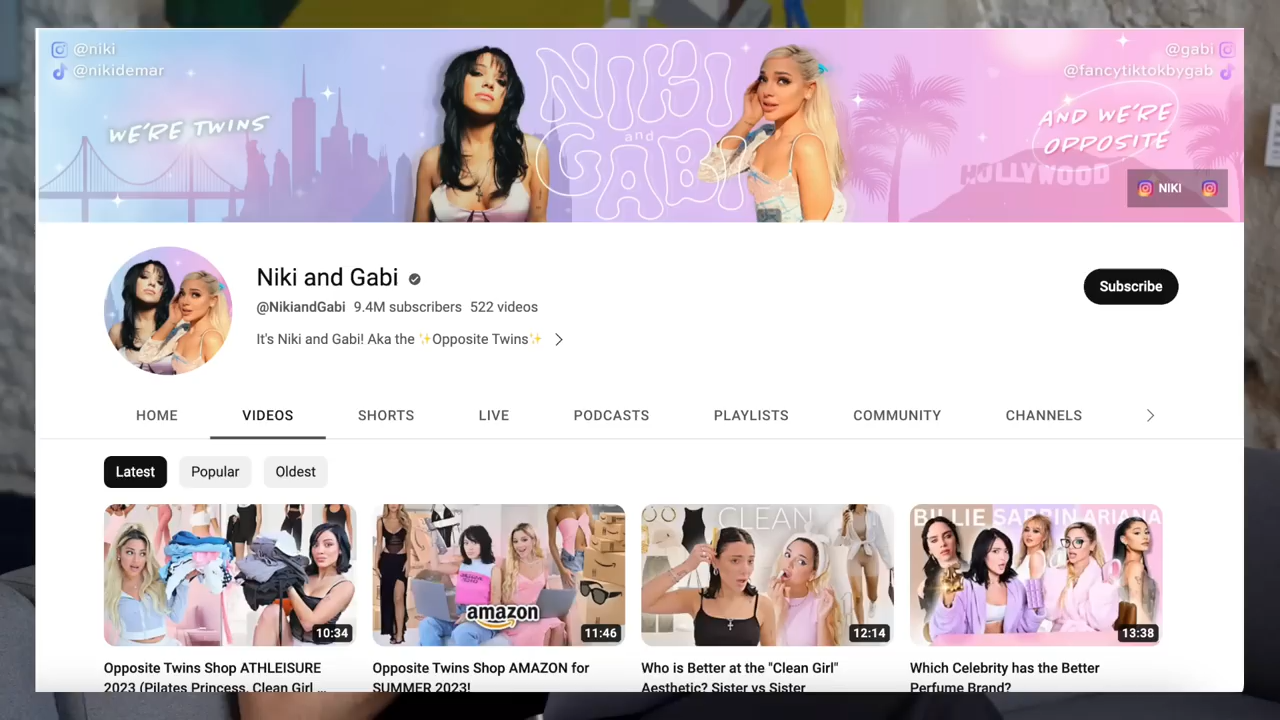 @niki
@nikidemar
WE'RE TWINS
NIKI
and
GABI
@gabi
@fancytiktokbygab
AND WE'RE
OPPOSITE
HOLLYWOOD
NIKI
Niki and Gabi
@NikiandGabi 9.4M subscribers 522 videos
It's Niki and Gabi! Aka the ✨Opposite Twins✨
Subscribe
HOME VIDEOS SHORTS LIVE PODCASTS PLAYLISTS COMMUNITY CHANNELS
Latest Popular Oldest
10:34
amazon
11:46
CLEAN
12:14
BILLIE SABRIN ARIANA
13:38
Opposite Twins Shop ATHLEISURE
2023 (Pilates Princess, Clean Girl ...
Opposite Twins Shop AMAZON for
SUMMER 2023!
Who is Better at the "Clean Girl"
Aesthetic? Sister vs Sister
Which Celebrity has the Better
Perfume Brand?